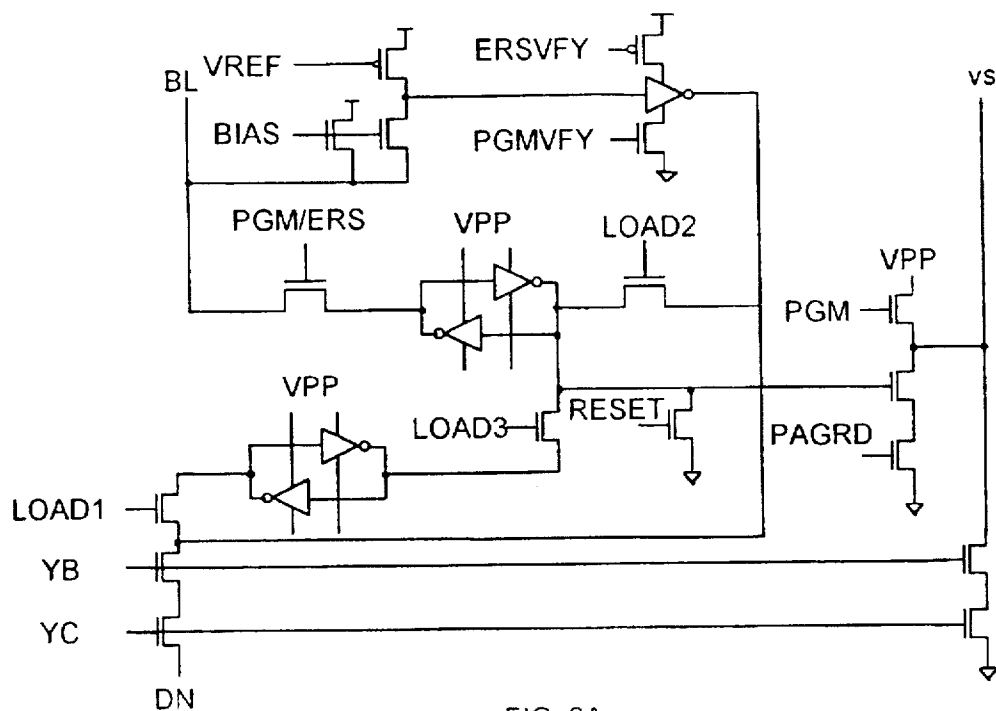 VREF
ERSVFY
BL
vs
BIAS
PGMVFY
PGM/ERS
VPP
LOAD2
VPP
PGM
VPP
LOAD3
RESET
PAGRD
LOAD1
YB
YC
DN